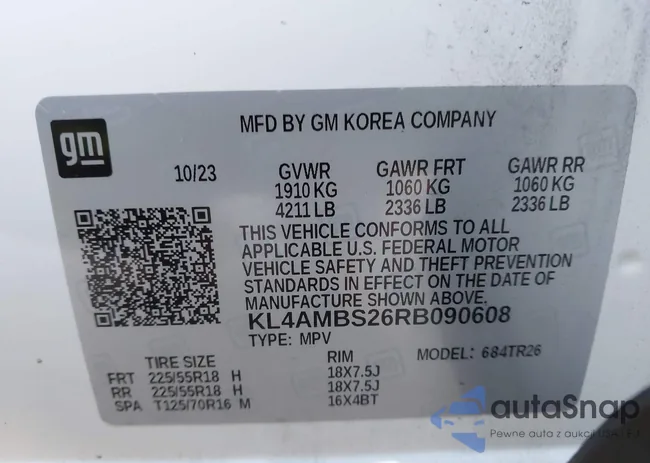 gm
MFD BY GM KOREA COMPANY
10/23 GVWR GAWR FRT GAWR RR
1910 KG 1060 KG 1060 KG
4211 LB 2336 LB 2336 LB
THIS VEHICLE CONFORMS TO ALL
APPLICABLE U.S. FEDERAL MOTOR
VEHICLE SAFETY AND THEFT PREVENTION
STANDARDS IN EFFECT ON THE DATE OF
MANUFACTURE SHOWN ABOVE.
KL4AMBS26RB090608
TYPE: MPV MODEL: 684TR26
TIRE SIZE RIM
FRT 225/55R18 H 18X7.5J
RR 225/55R18 H 18X7.5J
SPA T125/70R16 M 16X4BT
autaSnap
Pewne auta z aukcji